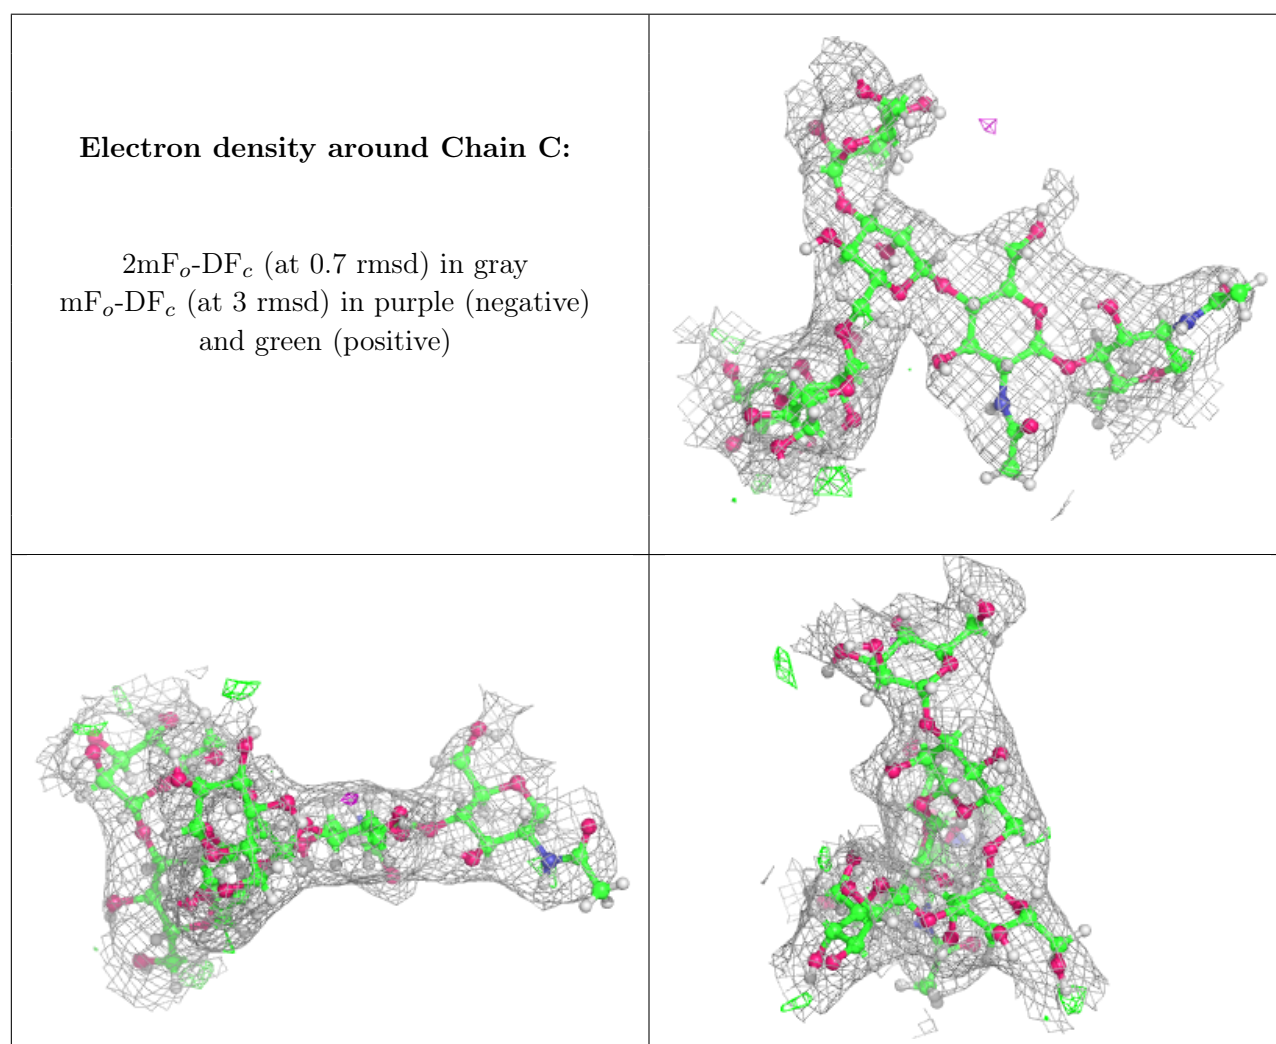 Electron density around Chain C:
2mFₒ-DF𝒸 (at 0.7 rmsd) in gray
mFₒ-DF𝒸 (at 3 rmsd) in purple (negative)
and green (positive)